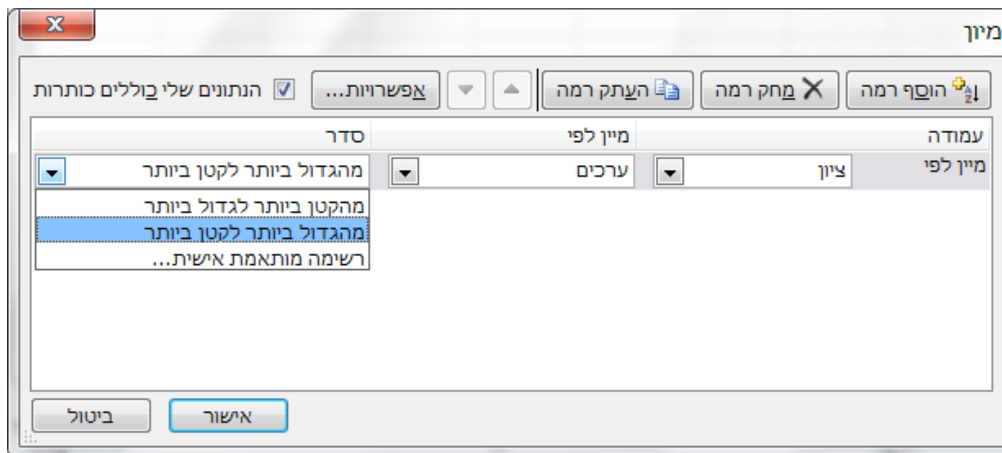 מיון
הוסף רמה מחק רמה העתק רמה אפשרויות... הנתונים שלי כוללים כותרות
עמודה מיין לפי סדר
מיין לפי ציון ערכים מהגדול ביותר לקטן ביותר
מהקטן ביותר לגדול ביותר
מהגדול ביותר לקטן ביותר
רשימה מותאמת אישית...
אישור ביטול